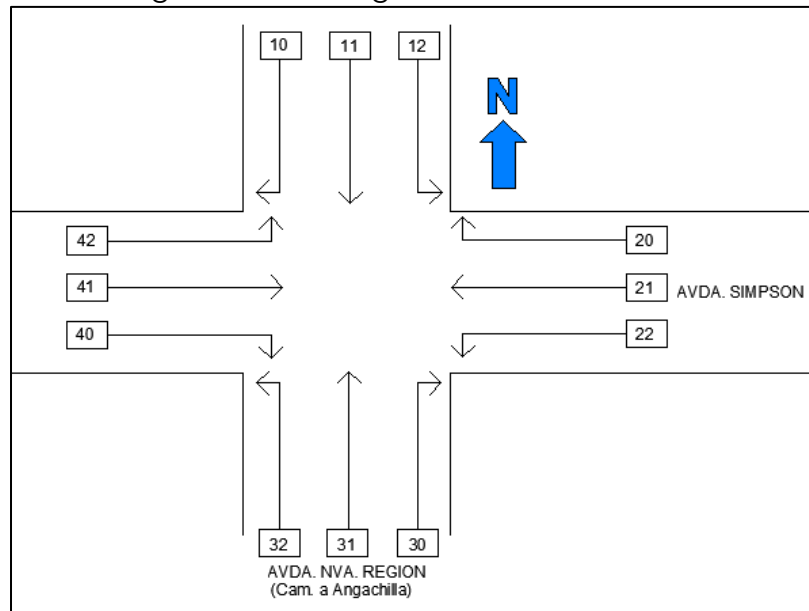 10 11 12
N
42 20
41 21 AVDA. SIMPSON
40 22
32 31 30
AVDA. NVA. REGION
(Cam. a Angachilla)